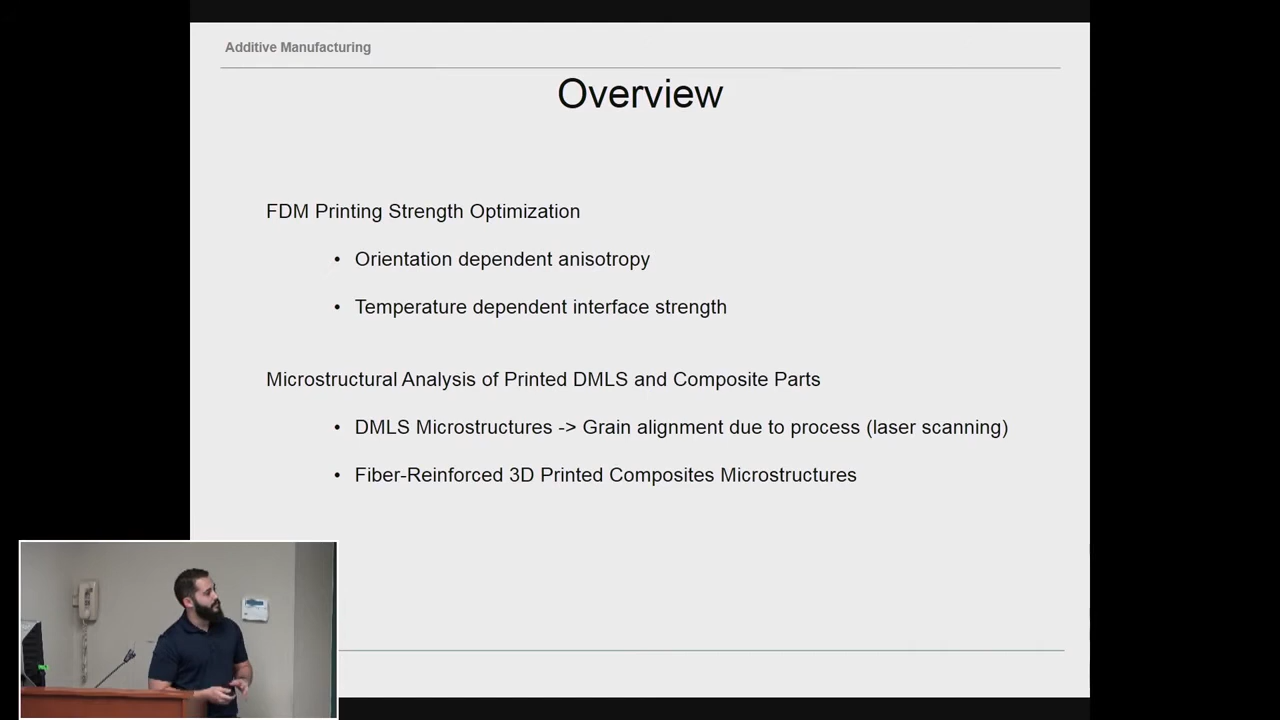 Additive Manufacturing
Overview
FDM Printing Strength Optimization
• Orientation dependent anisotropy
• Temperature dependent interface strength
Microstructural Analysis of Printed DMLS and Composite Parts
• DMLS Microstructures -> Grain alignment due to process (laser scanning)
• Fiber-Reinforced 3D Printed Composites Microstructures